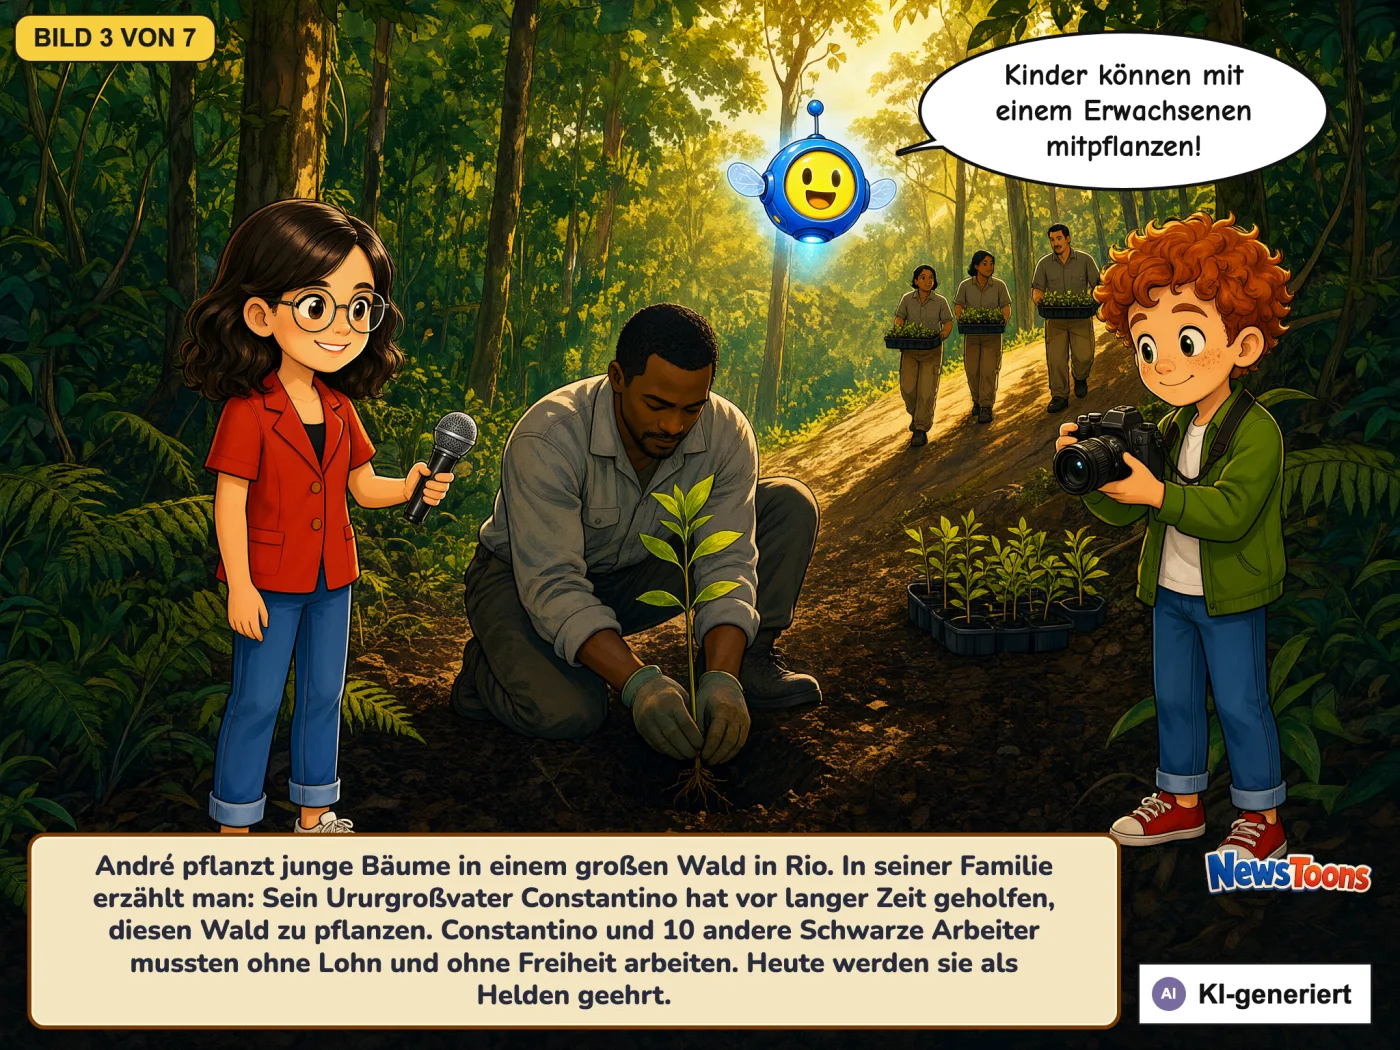 BILD 3 VON 7
Kinder können mit
einem Erwachsenen
mitpflanzen!
André pflanzt junge Bäume in einem großen Wald in Rio. In seiner Familie
erzählt man: Sein Ururgroßvater Constantino hat vor langer Zeit geholfen,
diesen Wald zu pflanzen. Constantino und 10 andere Schwarze Arbeiter
mussten ohne Lohn und ohne Freiheit arbeiten. Heute werden sie als
Helden geehrt.
NewsToons
AI KI-generiert